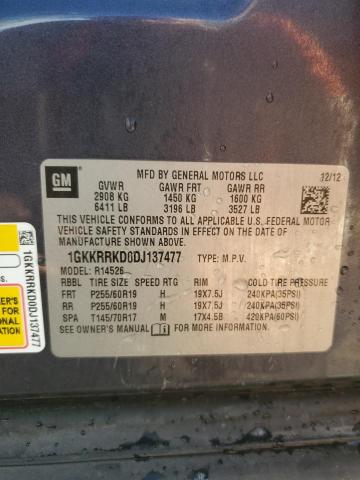 GM
MFD BY GENERAL MOTORS LLC 12/12
GVWR GAWR FRT GAWR RR
2908 KG 1450 KG 1600 KG
6411 LB 3196 LB 3527 LB
THIS VEHICLE CONFORMS TO ALL APPLICABLE U.S. FEDERAL MOTOR
VEHICLE SAFETY AND THEFT PREVENTION STANDARDS IN EFFECT ON
THE DATE OF MANUFACTURE SHOWN ABOVE.
1GKKRRKD0DJ137477 TYPE: M.P.V.
MODEL: R14526
RBBL TIRE SIZE SPEED RTG RIM COLD TIRE PRESSURE
FRT P255/60R19 H 19X7.5J 240KPA(35PSI)
RR P255/60R19 H 19X7.5J 240KPA(35PSI)
SPA T145/70R17 M 17X4.5B 420KPA(60PSI)
SEE OWNER'S MANUAL FOR MORE INFORMATION.
1GKKRRKD0DJ137477